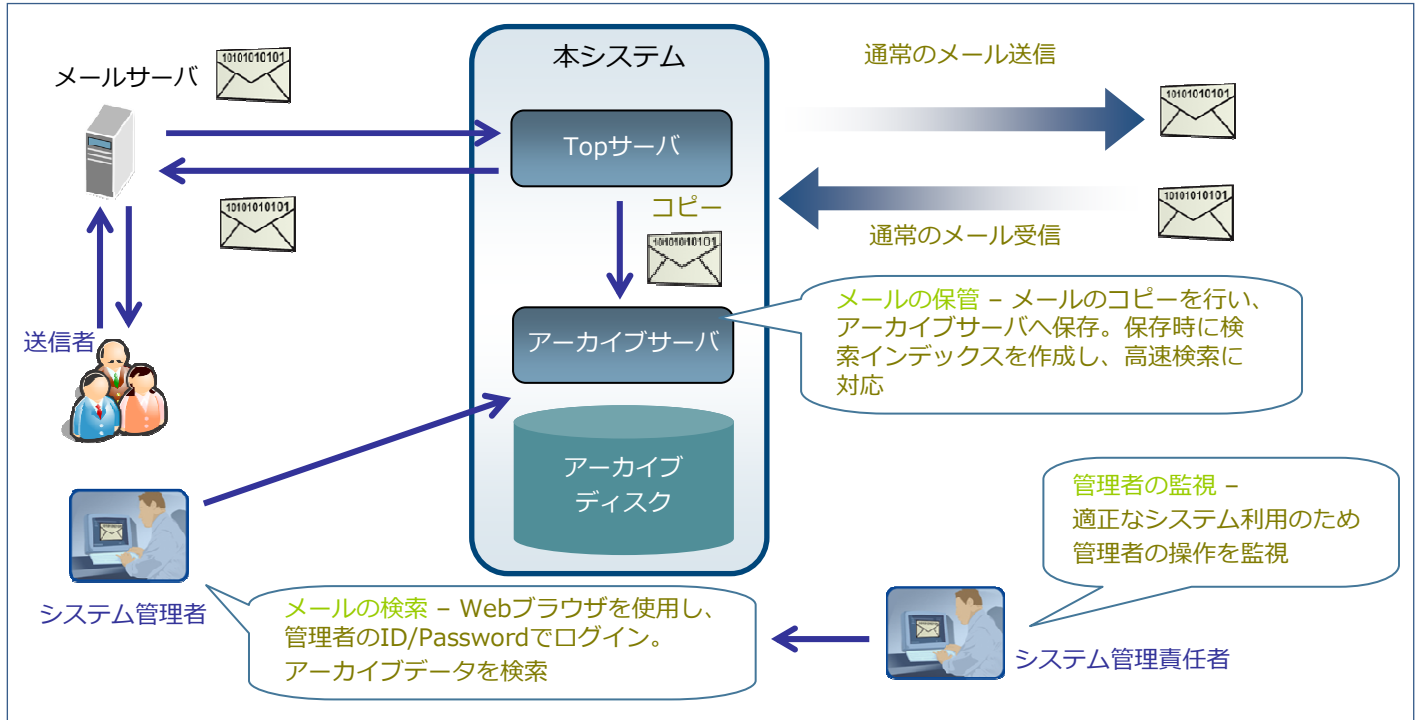 本システム
通常のメール送信
メールサーバ
10101010101
10101010101
Topサーバ
10101010101
10101010101
コピー
10101010101
通常のメール受信
メールの保管 – メールのコピーを行い、
アーカイブサーバへ保存。保存時に検
索インデックスを作成し、高速検索に
対応
送信者
アーカイブサーバ
アーカイブ
ディスク
管理者の監視 –
適正なシステム利用のため
管理者の操作を監視
システム管理者
メールの検索 – Webブラウザを使用し、
管理者のID/Passwordでログイン。
アーカイブデータを検索
システム管理責任者